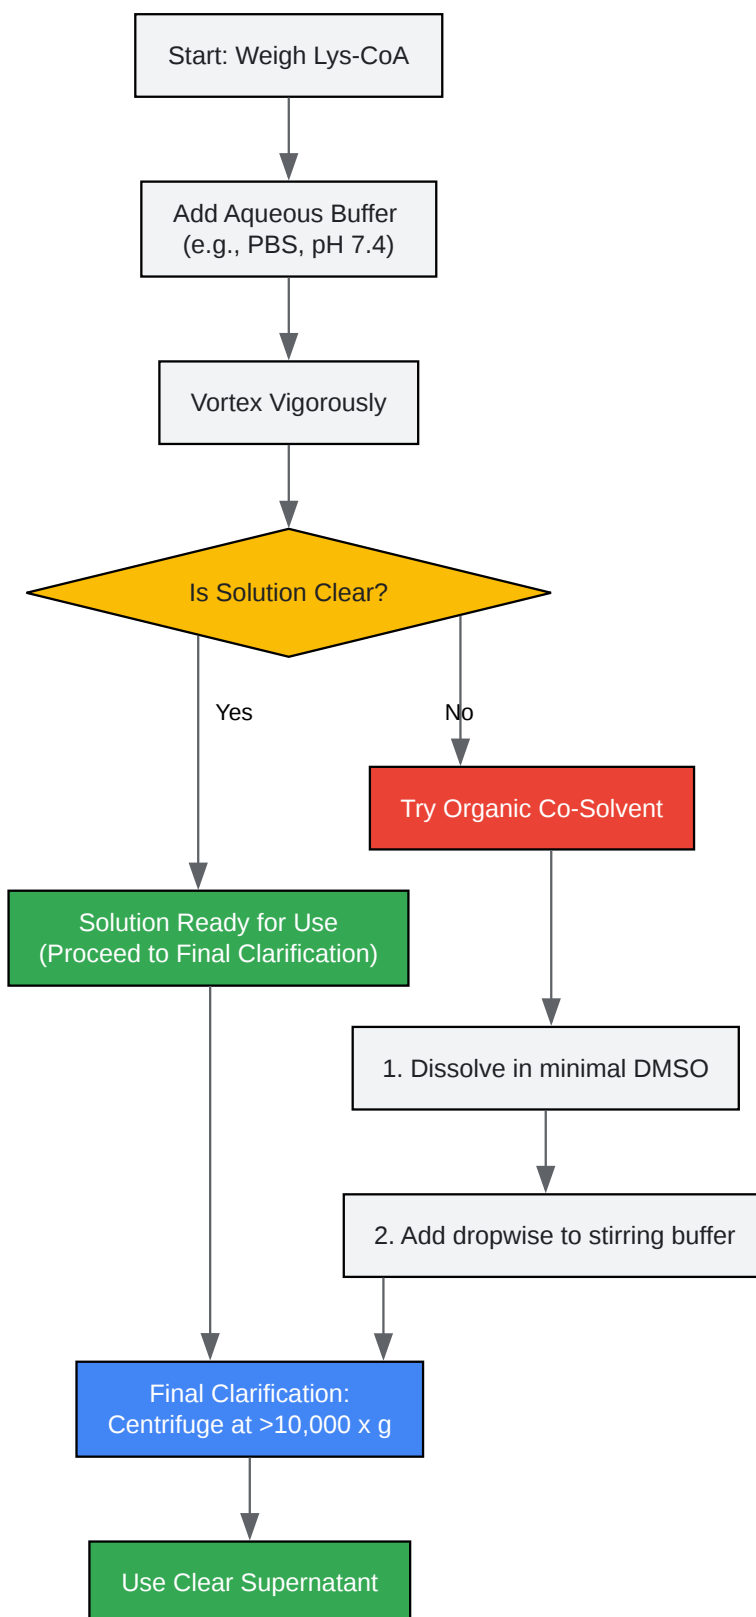 Start: Weigh Lys-CoA
Add Aqueous Buffer
(e.g., PBS, pH 7.4)
Vortex Vigorously
Is Solution Clear?
Yes
No
Try Organic Co-Solvent
Solution Ready for Use
(Proceed to Final Clarification)
1. Dissolve in minimal DMSO
2. Add dropwise to stirring buffer
Final Clarification:
Centrifuge at >10,000 x g
Use Clear Supernatant